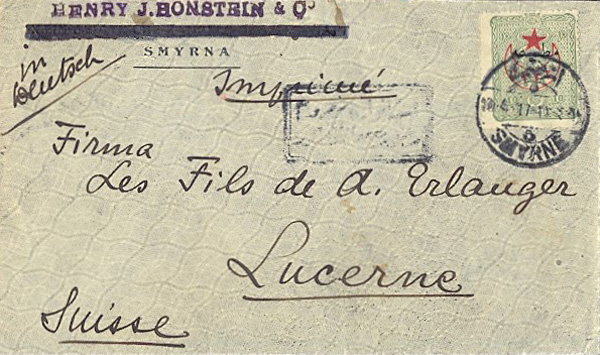 HENRY J. BONSTEIN & Cº
SMYRNA
in
Deutsch
Imprimé
SMYRNE
Firma
Les Fils de A. Erlanger
Lucerne
Suisse